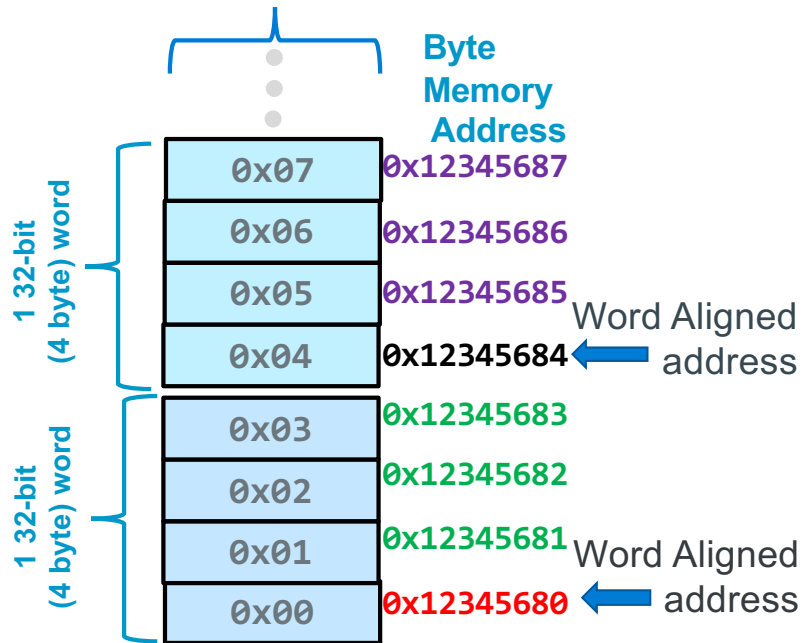 Byte
Memory
Address
0x07 0x12345687
0x06 0x12345686
0x05 0x12345685
0x04 0x12345684
Word Aligned
address
1 32-bit
(4 byte) word
0x03 0x12345683
0x02 0x12345682
0x01 0x12345681
0x00 0x12345680
Word Aligned
address
1 32-bit
(4 byte) word